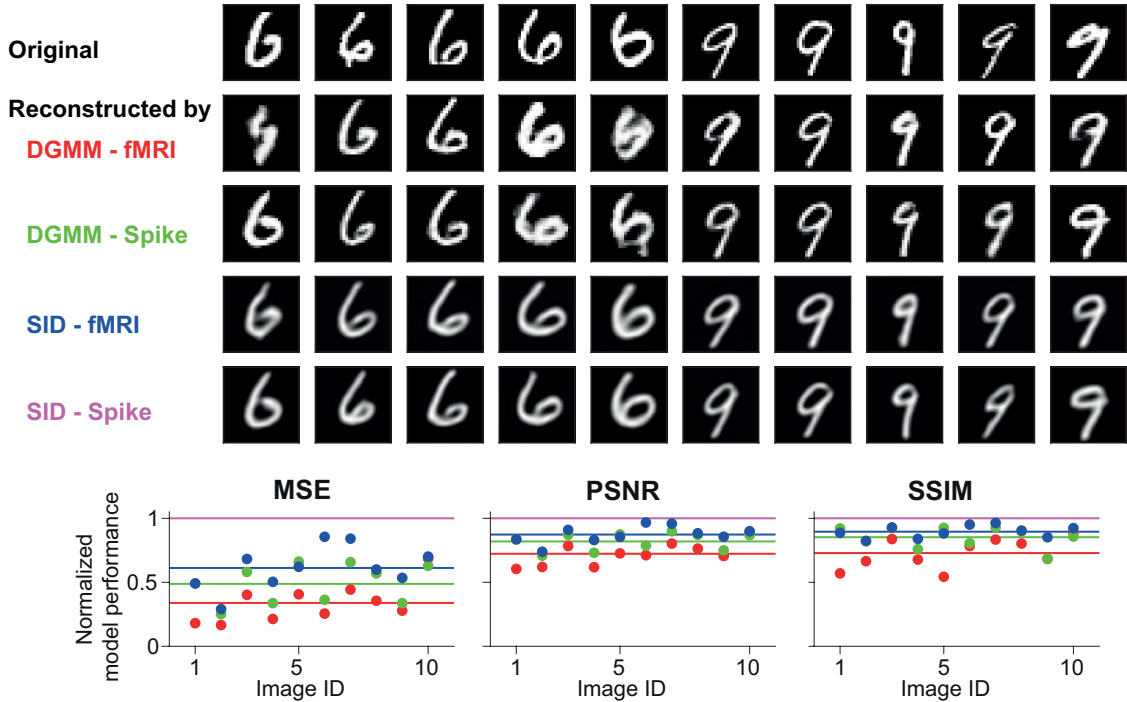 Original
Reconstructed by
DGMM - fMRI
DGMM - Spike
SID - fMRI
SID - Spike
MSE
PSNR
SSIM
Normalized
model performance
1
0.5
0
1
5
10
1
5
10
1
5
10
Image ID
Image ID
Image ID